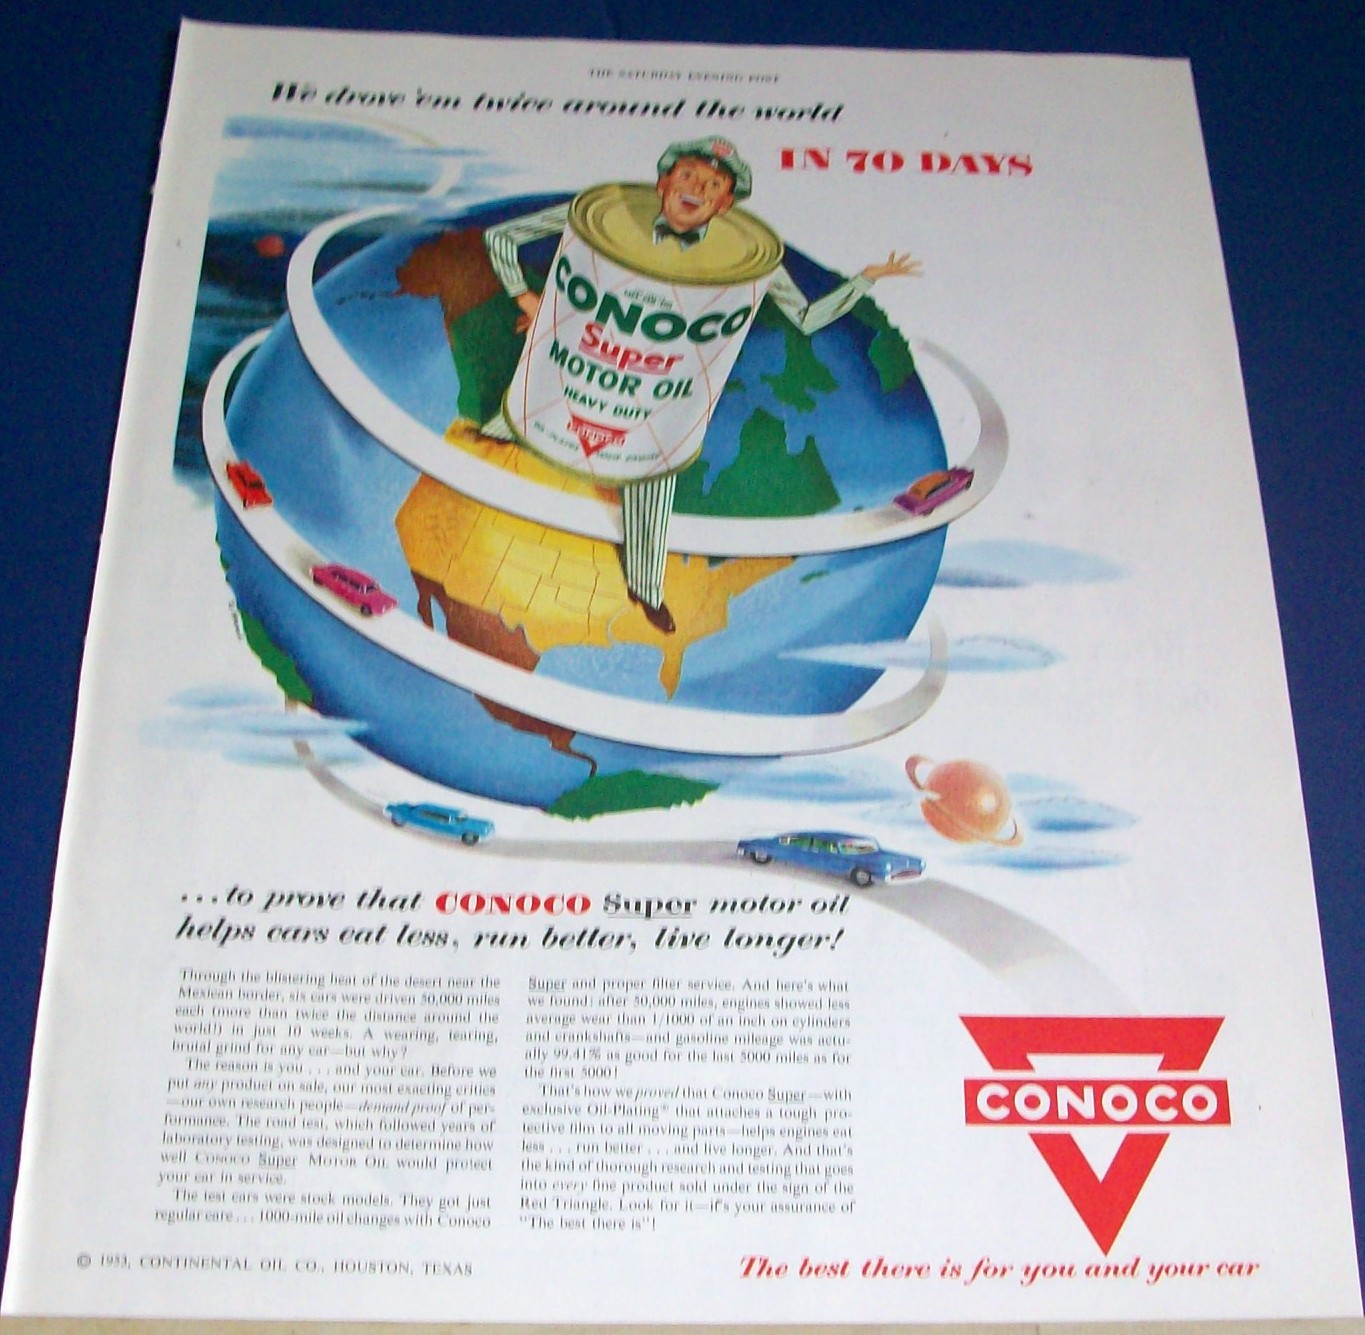 THE SATURDAY EVENING POST
We drove 'em twice around the world
IN 70 DAYS
CONOCO
Super
MOTOR OIL
HEAVY DUTY
CONOCO
...to prove that CONOCO Super motor oil
helps cars eat less, run better, live longer!
Through the blistering heat of the desert near the
Mexican border, six cars were driven 50,000 miles
each (more than twice the distance around the
world!) in just 10 weeks. A wearing, tearing,
brutal grind for any car—but why?
The reason is you . . . and your car. Before we
put any product on sale, our most exacting critics
—our own research people—demand proof of per-
formance. The road test, which followed years of
laboratory testing, was designed to determine how
well CONOCO Super MOTOR OIL would protect
your car in service.
The test cars were stock models. They got just
regular care . . . 1000-mile oil changes with Conoco
Super and proper filter service. And here's what
we found: after 50,000 miles, engines showed less
average wear than 1/1000 of an inch on cylinders
and crankshafts—and gasoline mileage was actu-
ally 99.41% as good for the last 5000 miles as for
the first 5000!
That's how we proved that Conoco Super—with
exclusive Oil-Plating® that attaches a tough pro-
tective film to all moving parts—helps engines eat
less . . . run better . . . and live longer. And that's
the kind of thorough research and testing that goes
into every fine product sold under the sign of the
Red Triangle. Look for it—it's your assurance of
"The best there is"!
CONOCO
© 1953, CONTINENTAL OIL CO., HOUSTON, TEXAS
The best there is for you and your car